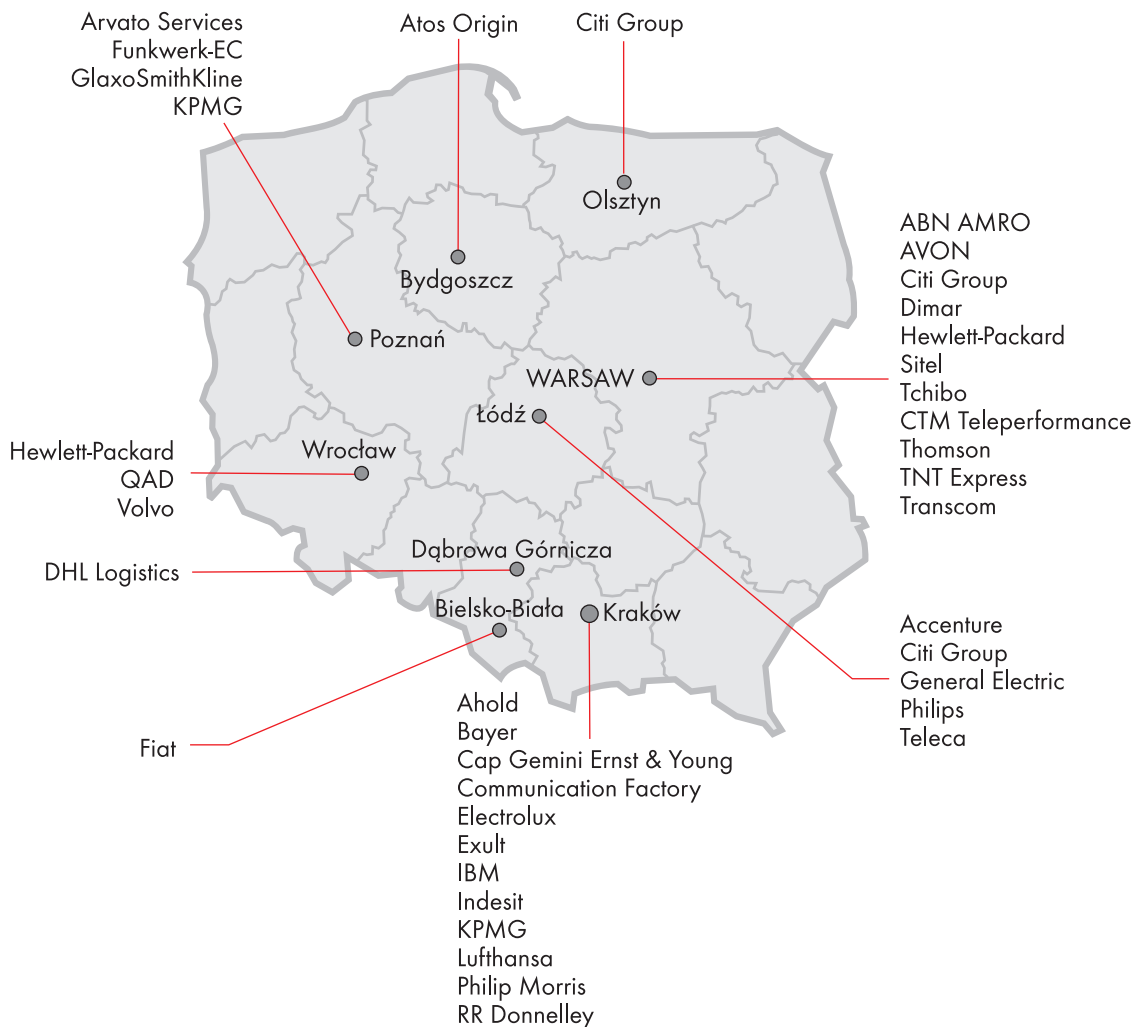 Arvato Services
Funkwerk-EC
GlaxoSmithKline
KPMG
Atos Origin
Citi Group
Olsztyn
Bydgoszcz
Poznań
WARSAW
Łódź
Wrocław
Dąbrowa Górnicza
Bielsko-Biała
Kraków
ABN AMRO
AVON
Citi Group
Dimar
Hewlett-Packard
Sitel
Tchibo
CTM Teleperformance
Thomson
TNT Express
Transcom
Hewlett-Packard
QAD
Volvo
DHL Logistics
Fiat
Accenture
Citi Group
General Electric
Philips
Teleca
Ahold
Bayer
Cap Gemini Ernst & Young
Communication Factory
Electrolux
Exult
IBM
Indesit
KPMG
Lufthansa
Philip Morris
RR Donnelley